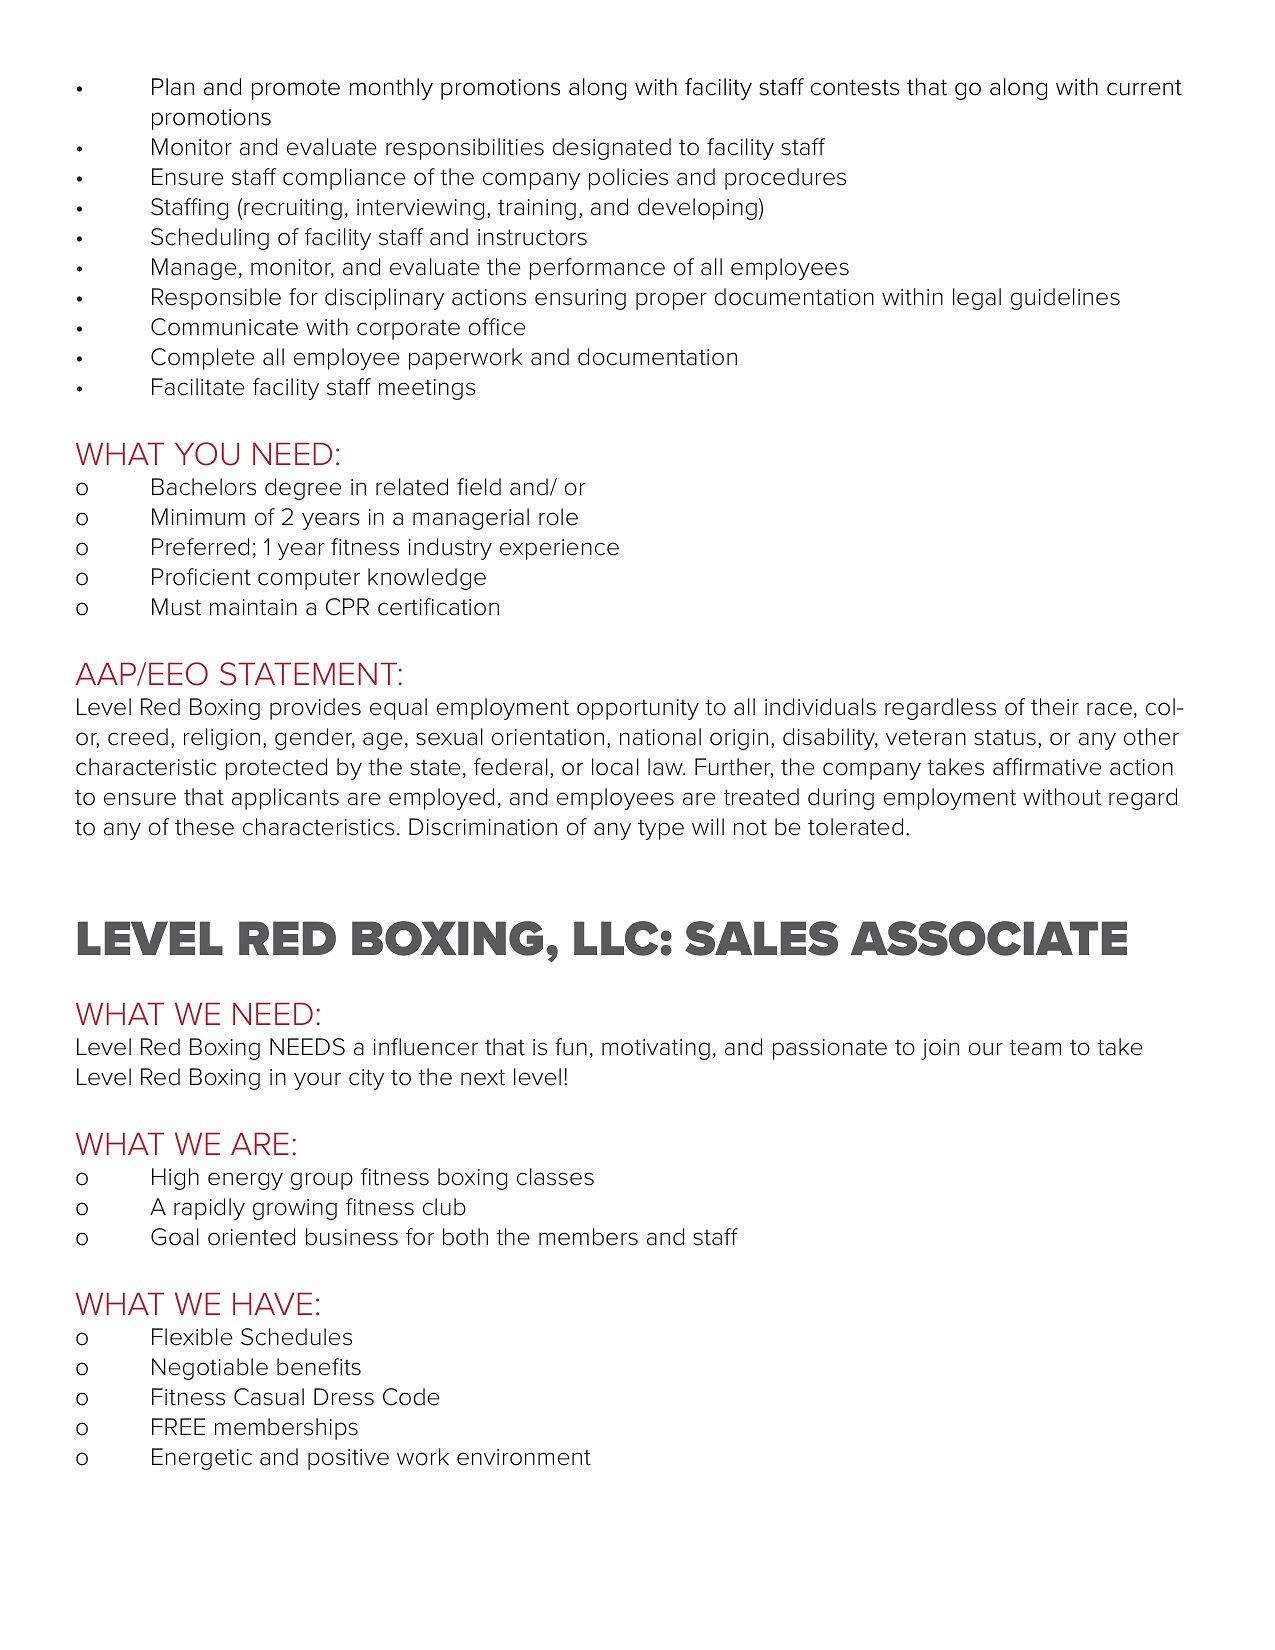 • Plan and promote monthly promotions along with facility staff contests that go along with current
promotions
• Monitor and evaluate responsibilities designated to facility staff
• Ensure staff compliance of the company policies and procedures
• Staffing (recruiting, interviewing, training, and developing)
• Scheduling of facility staff and instructors
• Manage, monitor, and evaluate the performance of all employees
• Responsible for disciplinary actions ensuring proper documentation within legal guidelines
• Communicate with corporate office
• Complete all employee paperwork and documentation
• Facilitate facility staff meetings
WHAT YOU NEED:
o Bachelors degree in related field and/ or
o Minimum of 2 years in a managerial role
o Preferred; 1 year fitness industry experience
o Proficient computer knowledge
o Must maintain a CPR certification
AAP/EEO STATEMENT:
Level Red Boxing provides equal employment opportunity to all individuals regardless of their race, col-
or, creed, religion, gender, age, sexual orientation, national origin, disability, veteran status, or any other
characteristic protected by the state, federal, or local law. Further, the company takes affirmative action
to ensure that applicants are employed, and employees are treated during employment without regard
to any of these characteristics. Discrimination of any type will not be tolerated.
LEVEL RED BOXING, LLC: SALES ASSOCIATE
WHAT WE NEED:
Level Red Boxing NEEDS a influencer that is fun, motivating, and passionate to join our team to take
Level Red Boxing in your city to the next level!
WHAT WE ARE:
o High energy group fitness boxing classes
o A rapidly growing fitness club
o Goal oriented business for both the members and staff
WHAT WE HAVE:
o Flexible Schedules
o Negotiable benefits
o Fitness Casual Dress Code
o FREE memberships
o Energetic and positive work environment